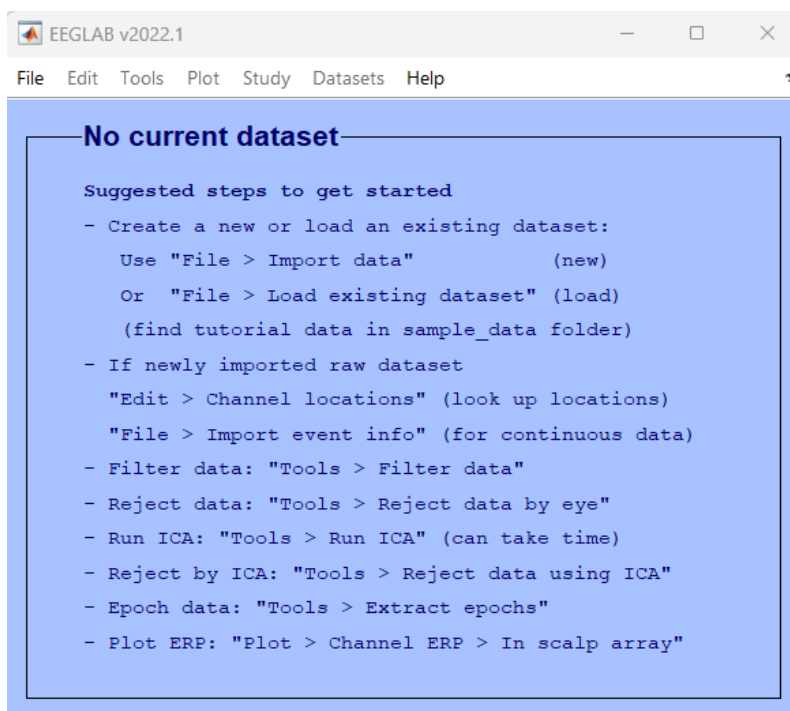 EEGLAB v2022.1
File Edit Tools Plot Study Datasets Help
No current dataset
Suggested steps to get started
- Create a new or load an existing dataset:
Use "File > Import data" (new)
Or "File > Load existing dataset" (load)
(find tutorial data in sample_data folder)
- If newly imported raw dataset
"Edit > Channel locations" (look up locations)
"File > Import event info" (for continuous data)
- Filter data: "Tools > Filter data"
- Reject data: "Tools > Reject data by eye"
- Run ICA: "Tools > Run ICA" (can take time)
- Reject by ICA: "Tools > Reject data using ICA"
- Epoch data: "Tools > Extract epochs"
- Plot ERP: "Plot > Channel ERP > In scalp array"